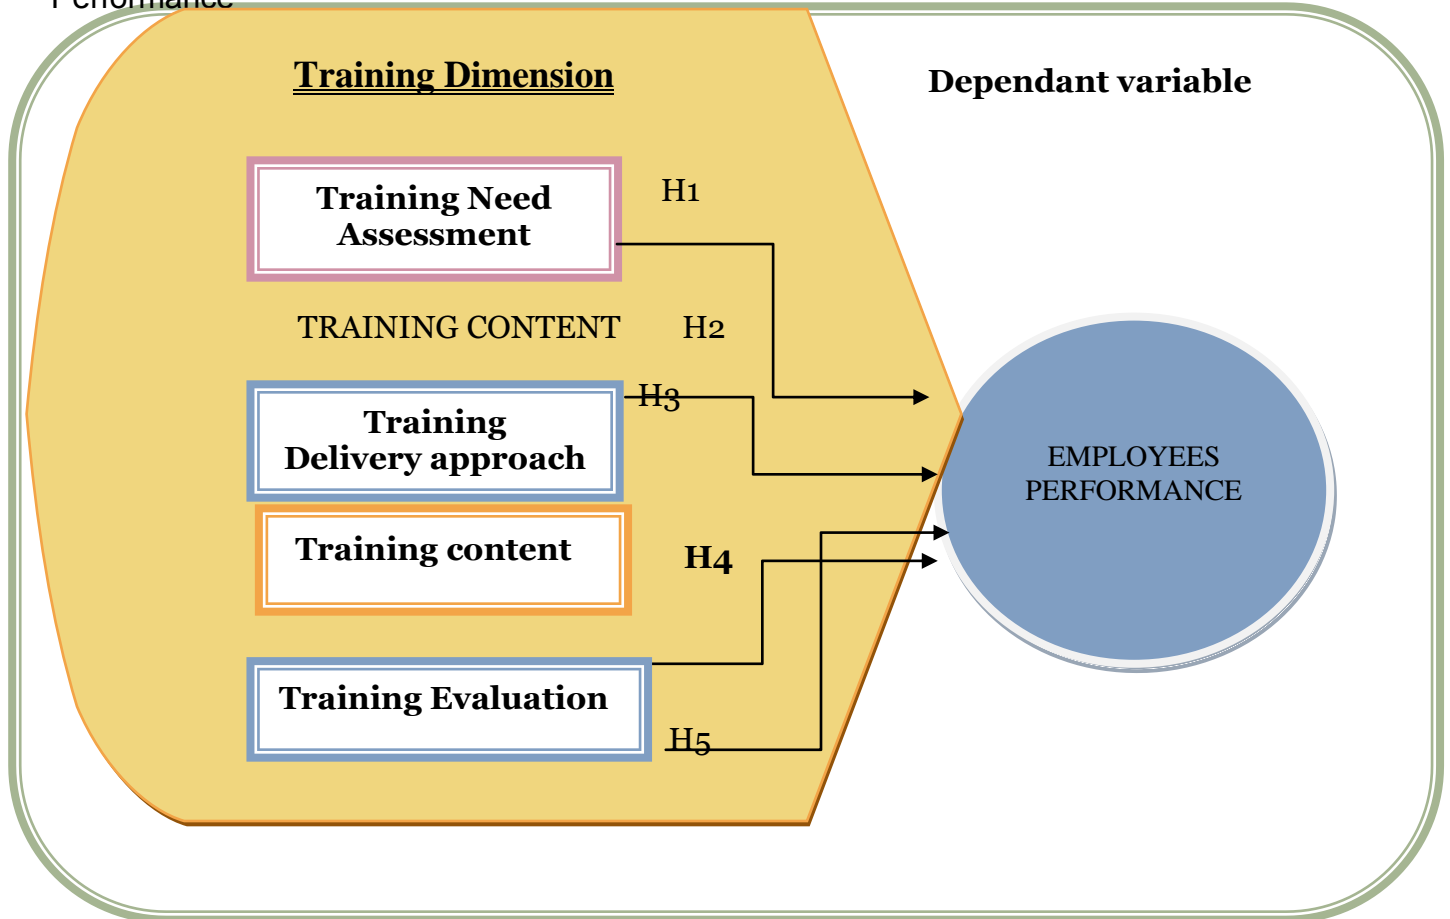 Performance
Training Dimension
Dependant variable
Training Need
Assessment
H1
TRAINING CONTENT
H2
H3
Training
Delivery approach
EMPLOYEES
PERFORMANCE
Training content
H4
Training Evaluation
H5